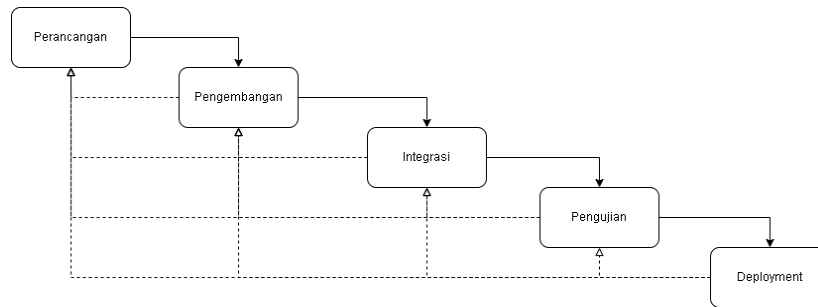 Perancangan
Pengembangan
Integrasi
Pengujian
Deployment